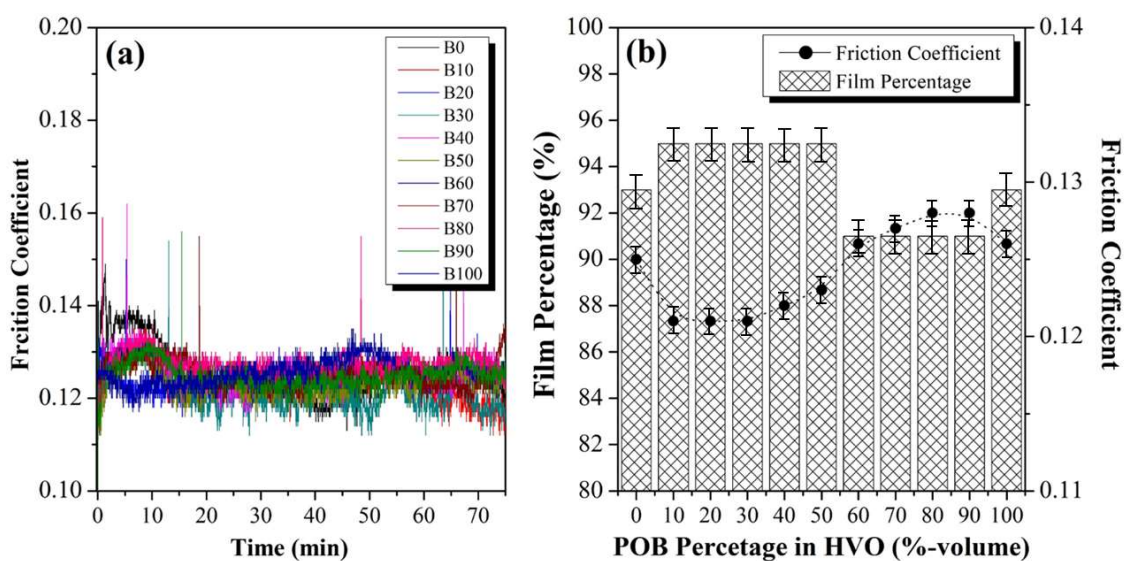 (a)
0.20
0.18
0.16
0.14
0.12
0.10
Frcition Coefficient
B0
B10
B20
B30
B40
B50
B60
B70
B80
B90
B100
0 10 20 30 40 50 60 70
Time (min)
(b)
100
98
96
94
92
90
88
86
84
82
80
Film Percentage (%)
Friction Coefficient
Film Percentage
0.14
0.13
0.12
0.11
Friction Coefficient
0 10 20 30 40 50 60 70 80 90 100
POB Percetage in HVO (%-volume)